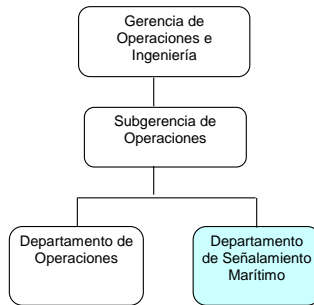 Gerencia de
Operaciones e
Ingeniería
Subgerencia de
Operaciones
Departamento de
Operaciones
Departamento
de Señalamiento
Marítimo